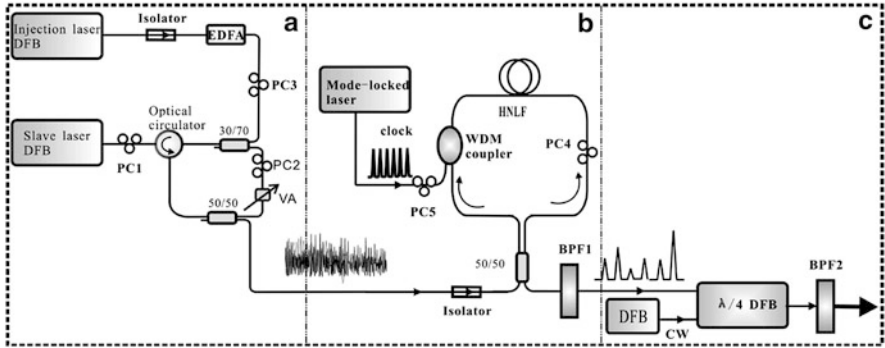 a
Injection laser
DFB
Isolator
EDFA
PC3
Slave laser
DFB
PC1
Optical
circulator
30/70
PC2
VA
50/50
b
Mode-locked
laser
clock
PC5
WDM
coupler
HNLF
PC4
50/50
Isolator
BPF1
c
DFB
CW
λ/4 DFB
BPF2